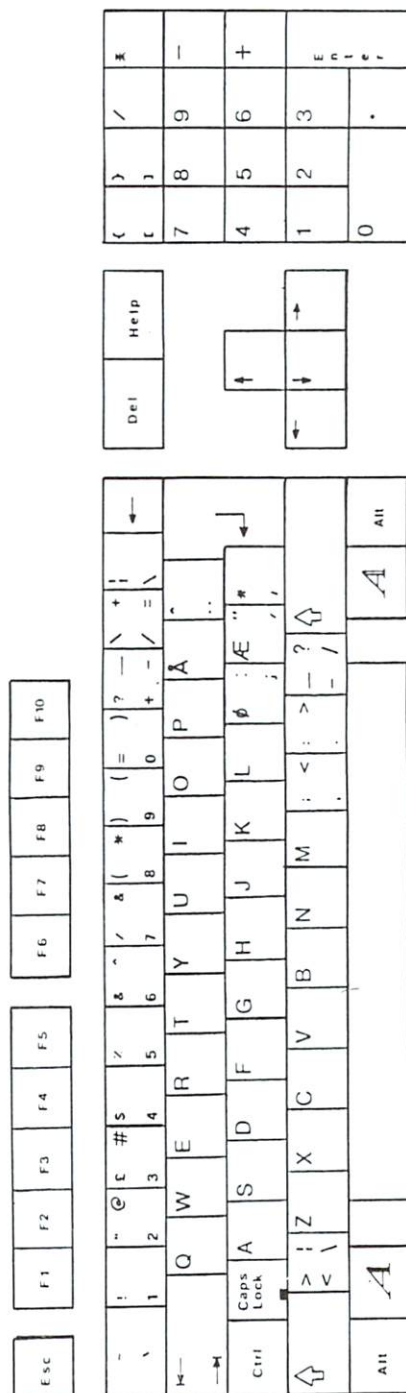 Esc F1 F2 F3 F4 F5 F6 F7 F8 F9 F10
~ ! " @ £ # $ % & ^ / & ( * ) ( = ) ? — \ + ¦ ← Del Help { } / *
` 1 2 3 4 5 6 7 8 9 0 + - / = \ [ ]
Q W E R T Y U I O P Å ^ ¨ 7 8 9 —
Ctrl Caps Lock A S D F G H J K L Ø : ; Æ " ' * , 4 5 6 +
> < ¦ \ Z X C V B N M ; , < : . > — - ? / 1 2 3 Enter
Alt A A Alt 0 .